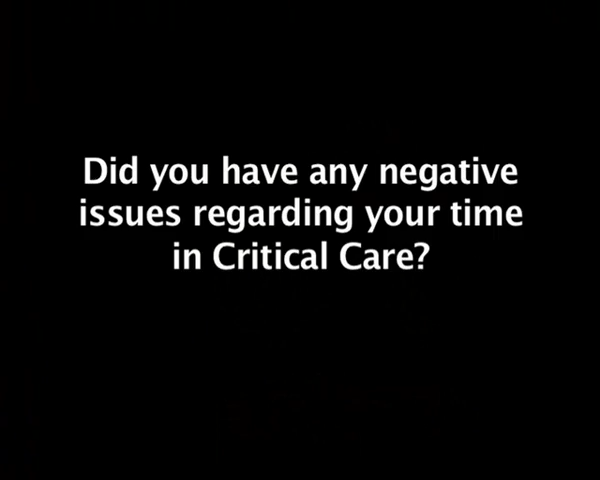 Did you have any negative
issues regarding your time
in Critical Care?